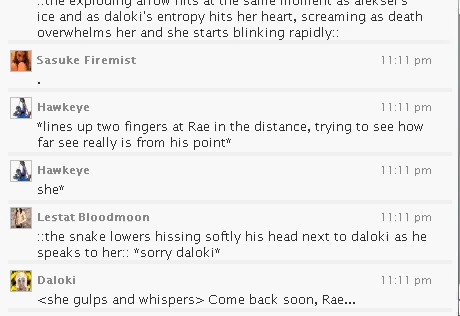 ::the exploding arrow hits at the same moment as aleksei's
ice and as daloki's entropy hits her heart, screaming as death
overwhelms her and she starts blinking rapidly::
Sasuke Firemist 11:11 pm
.
Hawkeye 11:11 pm
*lines up two fingers at Rae in the distance, trying to see how
far see really is from his point*
Hawkeye 11:11 pm
she*
Lestat Bloodmoon 11:11 pm
::the snake lowers hissing softly his head next to daloki as he
speaks to her:: *sorry daloki*
Daloki 11:11 pm
<she gulps and whispers> Come back soon, Rae...